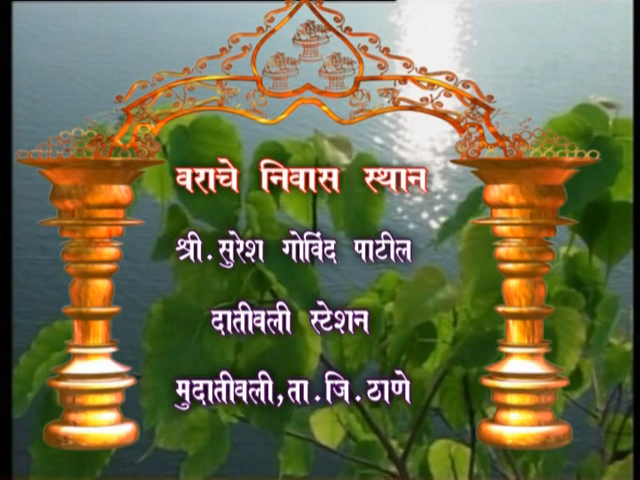 वराचे निवास स्थान
श्री.सुरेश गोविंद पाटील
दातीवली स्टेशन
मुदातीवली,ता.जि.ठाणे